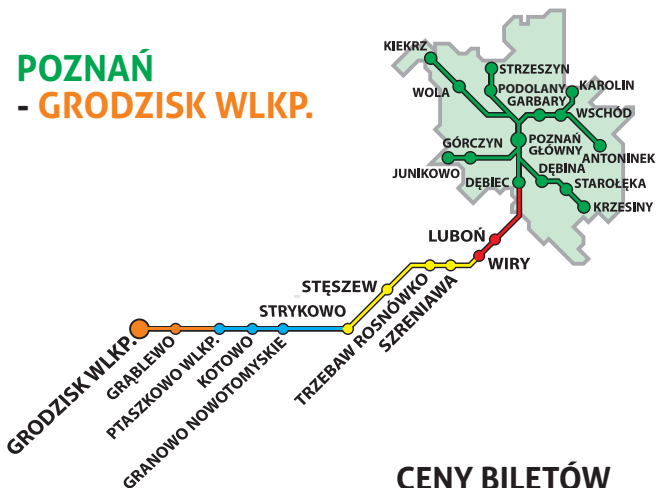 POZNAŃ
- GRODZISK WLKP.
KIEKRZ
STRZESZYN
WOLA
PODOLANY
KAROLIN
GARBARY
WSCHÓD
GÓRCZYN
POZNAŃ
GŁÓWNY
ANTONINEK
JUNIKOWO
DĘBINA
DĘBIEC
STAROŁĘKA
KRZESINY
LUBOŃ
WIRY
STĘSZEW
SZRENIAWA
TRZEBAW ROSNÓWKO
STRYKOWO
GRANOWO NOWOTOMYSKIE
KOTOWO
PTASZKOWO WLKP.
GRĄBLEWO
GRODZISK WLKP.
CENY BILETÓW